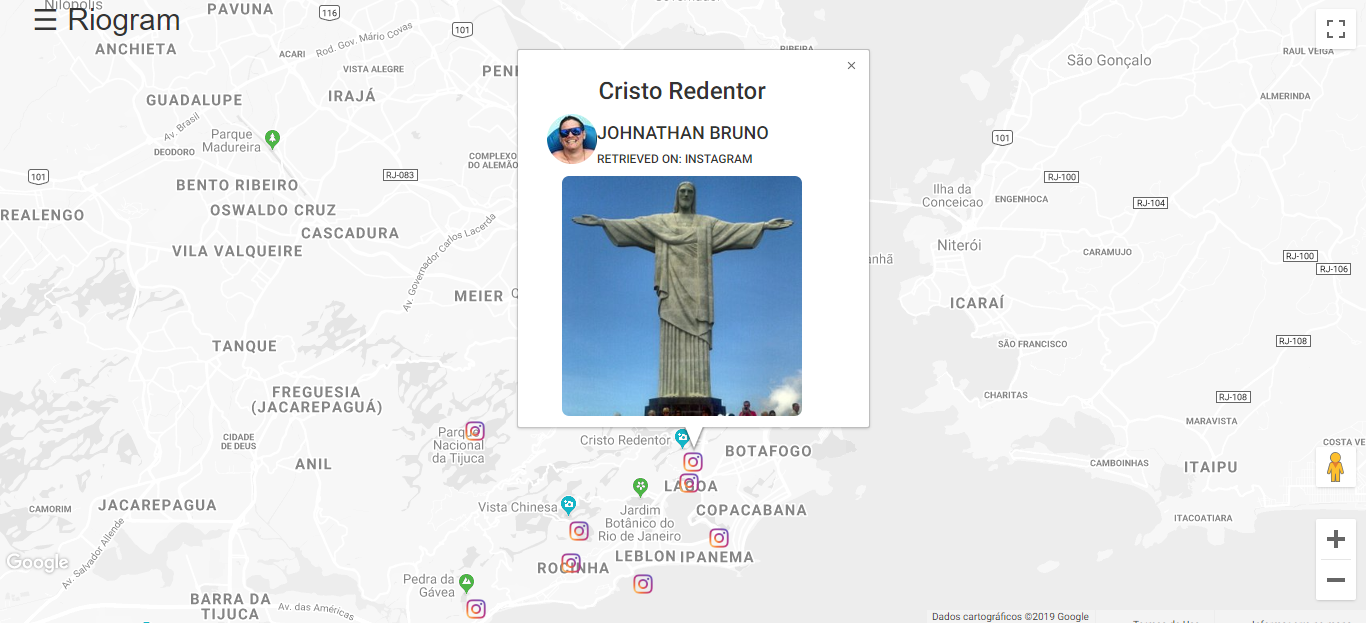 Nilópolis
Riogram
PAVUNA
116
101
ANCHIETA
ACARI
Rod. Gov. Mário Covas
VISTA ALEGRE
PENH
RIBEIRA
São Gonçalo
RAUL VEIGA
GUADALUPE
IRAJÁ
ALMERINDA
Av. Brasil
Parque
Madureira
DEODORO
COMPLEXO
DO ALEMÃO
101
101
RJ-083
BENTO RIBEIRO
REALENGO
OSWALDO CRUZ
CASCADURA
VILA VALQUEIRE
Av. Governador Carlos Lacerda
MEIER
Cristo Redentor
JOHNATHAN BRUNO
RETRIEVED ON: INSTAGRAM
RJ-100
Ilha da
Conceicao
ENGENHOCA
RJ-104
Niterói
CARAMUJO
RJ-100
RJ-106
ICARAÍ
SÃO FRANCISCO
RJ-108
CHARITAS
RJ-108
MARAVISTA
COSTA VE
CAMBOINHAS
ITAIPU
ITACOATIARA
TANQUE
FREGUESIA
(JACAREPAGUÁ)
CIDADE
DE DEUS
ANIL
Parque
Nacional
da Tijuca
Cristo Redentor
BOTAFOGO
LAGOA
JACAREPAGUA
CAMORIM
Vista Chinesa
Jardim
Botânico do
Rio de Janeiro
COPACABANA
LEBLON
IPANEMA
ROCINHA
Google
Av. Salvador Allende
Pedra da
Gávea
BARRA DA
TIJUCA
Av. das Américas
Dados cartográficos ©2019 Google